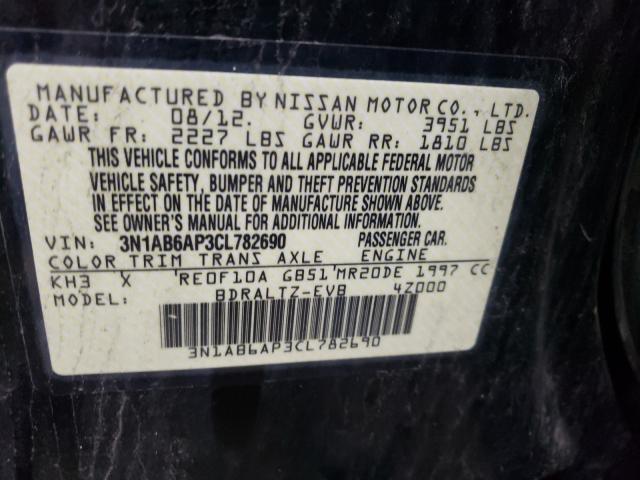 MANUFACTURED BY NISSAN MOTOR CO., LTD.
DATE: 08/12. GVWR: 3951 LBS
GAWR FR: 2227 LBS GAWR RR: 1810 LBS
THIS VEHICLE CONFORMS TO ALL APPLICABLE FEDERAL MOTOR
VEHICLE SAFETY, BUMPER AND THEFT PREVENTION STANDARDS
IN EFFECT ON THE DATE OF MANUFACTURE SHOWN ABOVE.
SEE OWNER'S MANUAL FOR ADDITIONAL INFORMATION.
VIN: 3N1AB6AP3CL782690 PASSENGER CAR.
COLOR TRIM TRANS AXLE ENGINE
KH3 X RE0F10A GB51 MR20DE 1997 CC
MODEL: BDRALTZ-EVB 4Z000
3N1AB6AP3CL782690